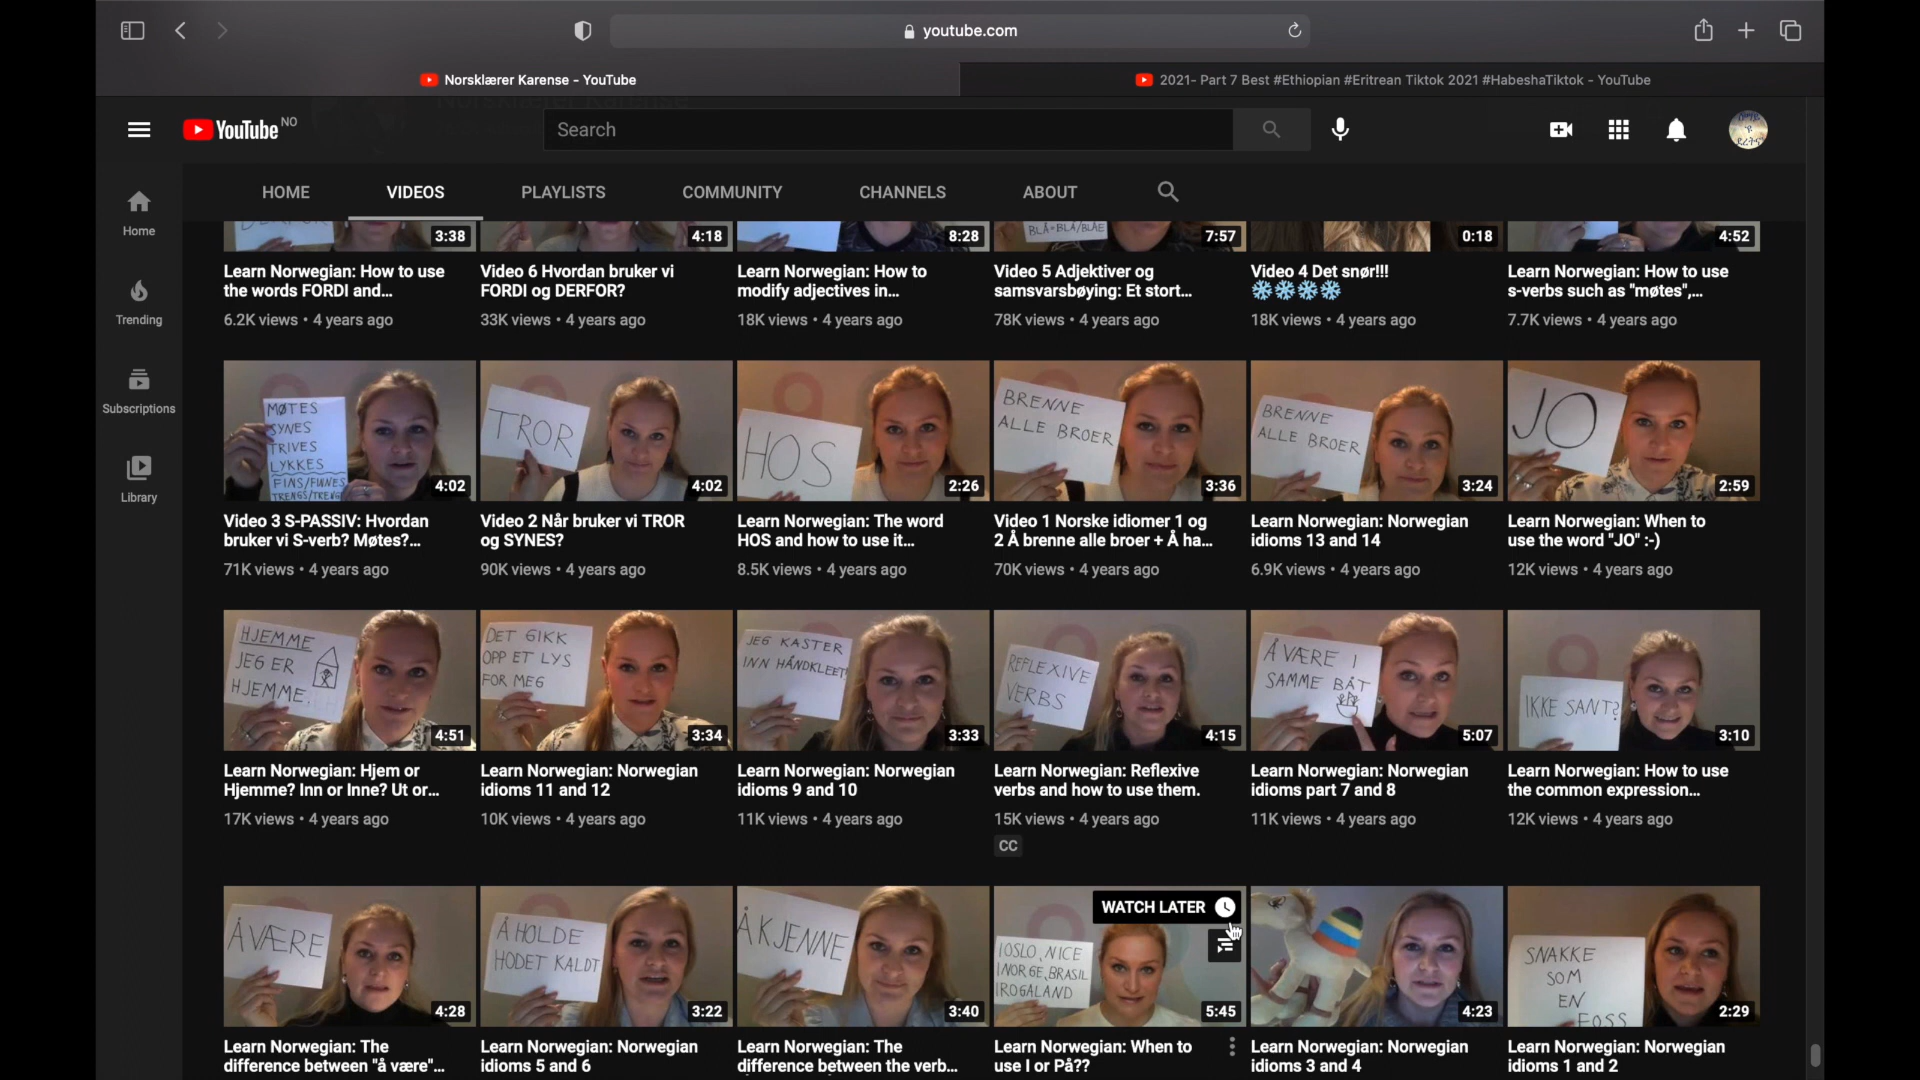 youtube.com
Norsklærer Karense - YouTube
2021- Part 7 Best #Ethiopian #Eritrean Tiktok 2021 #HabeshaTiktok - YouTube
YouTube NO
Search
HOME VIDEOS PLAYLISTS COMMUNITY CHANNELS ABOUT
Home
Trending
Subscriptions
Library
BLÅ-BLÅ/BLÅE
3:38 4:18 8:28 7:57 0:18 4:52
Learn Norwegian: How to use
the words FORDI and...
6.2K views • 4 years ago
Video 6 Hvordan bruker vi
FORDI og DERFOR?
33K views • 4 years ago
Learn Norwegian: How to
modify adjectives in...
18K views • 4 years ago
Video 5 Adjektiver og
samsvarsbøying: Et stort...
78K views • 4 years ago
Video 4 Det snør!!!
❄❄❄❄
18K views • 4 years ago
Learn Norwegian: How to use
s-verbs such as "møtes",...
7.7K views • 4 years ago
MØTES
SYNES
TRIVES
LYKKES
FINS/FINNES
4:02
Video 3 S-PASSIV: Hvordan
bruker vi S-verb? Møtes?...
71K views • 4 years ago
TROR
4:02
Video 2 Når bruker vi TROR
og SYNES?
90K views • 4 years ago
HOS
2:26
Learn Norwegian: The word
HOS and how to use it...
8.5K views • 4 years ago
BRENNE
ALLE BROER
3:36
Video 1 Norske idiomer 1 og
2 Å brenne alle broer + Å ha...
70K views • 4 years ago
BRENNE
ALLE BROER
3:24
Learn Norwegian: Norwegian
idioms 13 and 14
6.9K views • 4 years ago
JO
2:59
Learn Norwegian: When to
use the word "JO" :-)
12K views • 4 years ago
HJEMME
JEG ER
HJEMME.
4:51
Learn Norwegian: Hjem or
Hjemme? Inn or Inne? Ut or...
17K views • 4 years ago
DET GIKK
OPP ET LYS
FOR MEG
3:34
Learn Norwegian: Norwegian
idioms 11 and 12
10K views • 4 years ago
JEG KASTER
INN HÅNDKLEET!
3:33
Learn Norwegian: Norwegian
idioms 9 and 10
11K views • 4 years ago
REFLEXIVE
VERBS
4:15
Learn Norwegian: Reflexive
verbs and how to use them.
15K views • 4 years ago
CC
Å VÆRE I
SAMME BÅT
5:07
Learn Norwegian: Norwegian
idioms part 7 and 8
11K views • 4 years ago
IKKE SANT?
3:10
Learn Norwegian: How to use
the common expression...
12K views • 4 years ago
Å VÆRE
4:28
Learn Norwegian: The
difference between "å være"...
Å HOLDE
HODET KALDT
3:22
Learn Norwegian: Norwegian
idioms 5 and 6
Å KJENNE
3:40
Learn Norwegian: The
difference between the verb...
WATCH LATER
I OSLO, NICE
I NORGE, BRASIL
I ROGALAND
5:45
Learn Norwegian: When to
use I or På??
4:23
Learn Norwegian: Norwegian
idioms 3 and 4
SNAKKE
SOM
EN
FOSS
2:29
Learn Norwegian: Norwegian
idioms 1 and 2